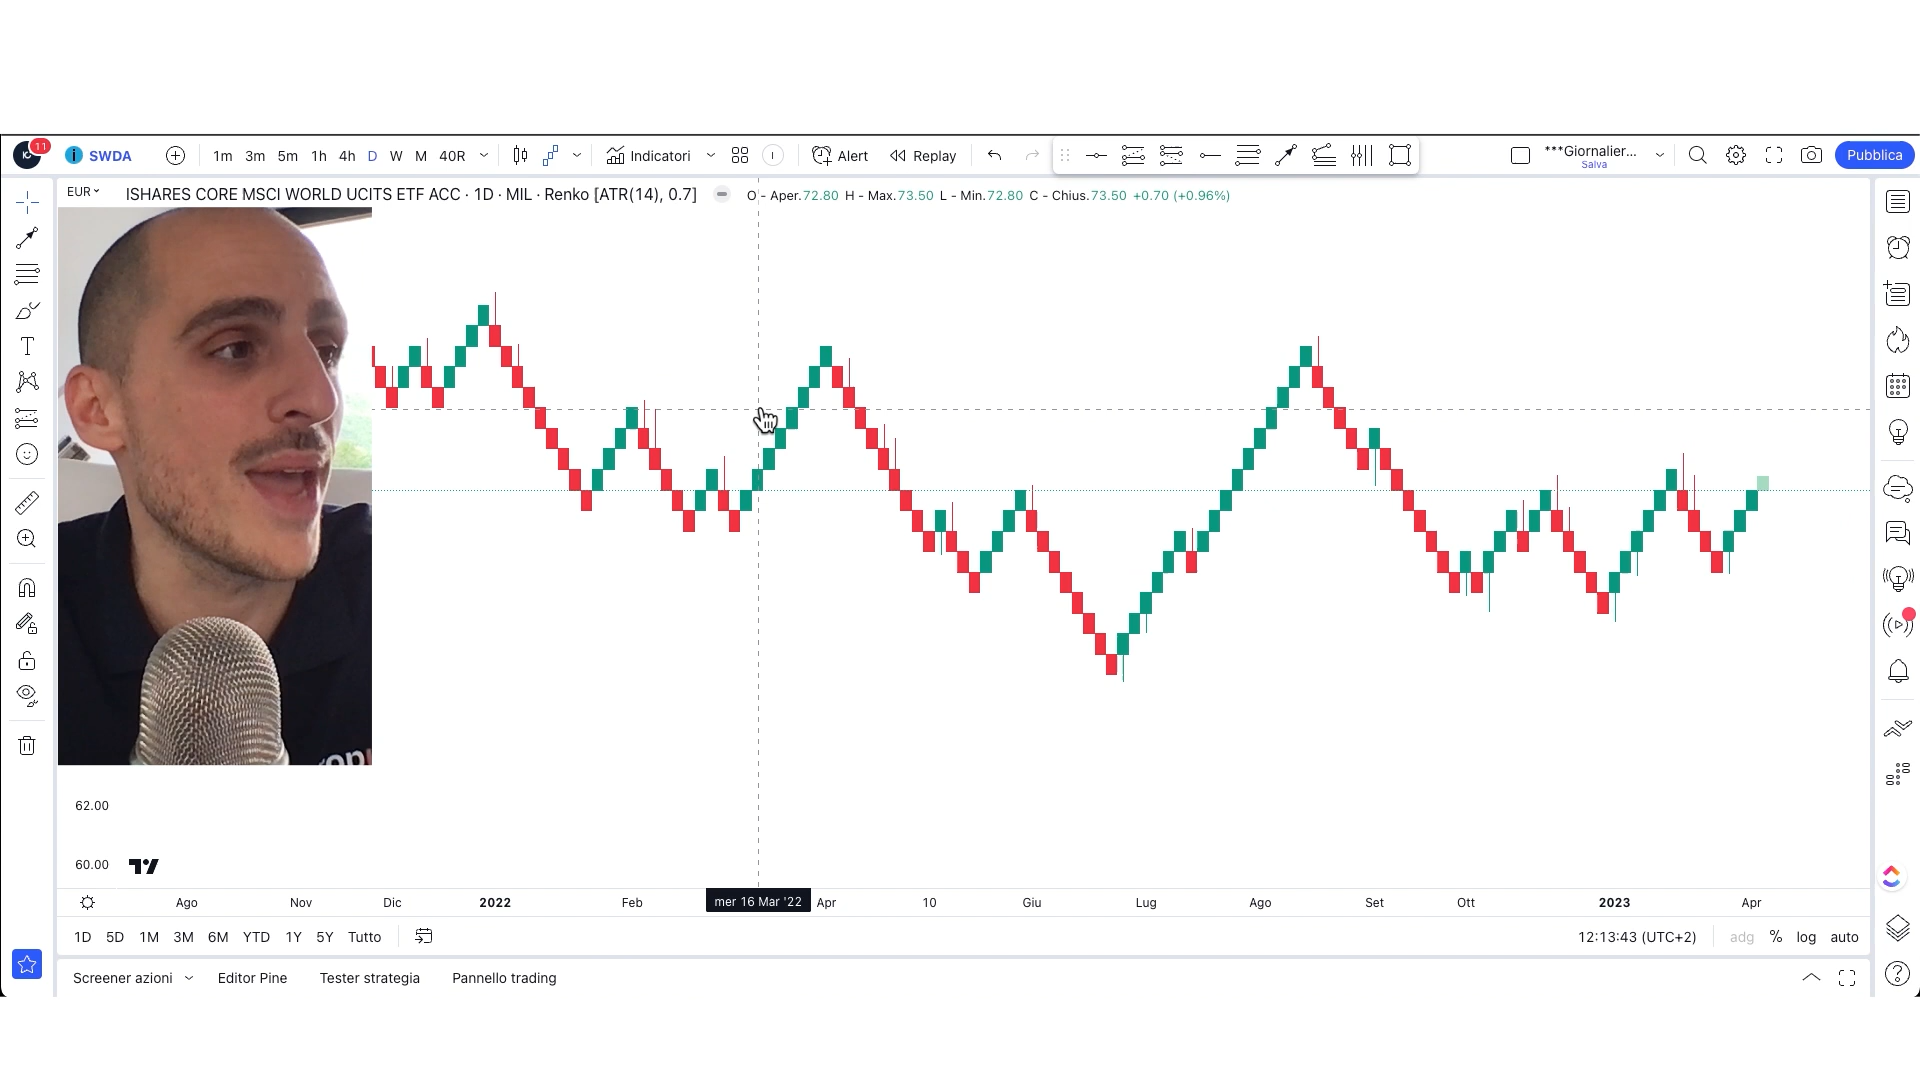 11
SWDA
1m 3m 5m 1h 4h D W M 40R
Indicatori
Alert
Replay
***Giornalier...
Salva
Pubblica
EUR
ISHARES CORE MSCI WORLD UCITS ETF ACC · 1D · MIL · Renko [ATR(14), 0.7]
O - Aper.72.80 H - Max.73.50 L - Min.72.80 C - Chius.73.50 +0.70 (+0.96%)
62.00
60.00
Ago Nov Dic 2022 Feb mer 16 Mar '22 Apr 10 Giu Lug Ago Set Ott 2023 Apr
1D 5D 1M 3M 6M YTD 1Y 5Y Tutto
12:13:43 (UTC+2) adg % log auto
Screener azioni Editor Pine Tester strategia Pannello trading